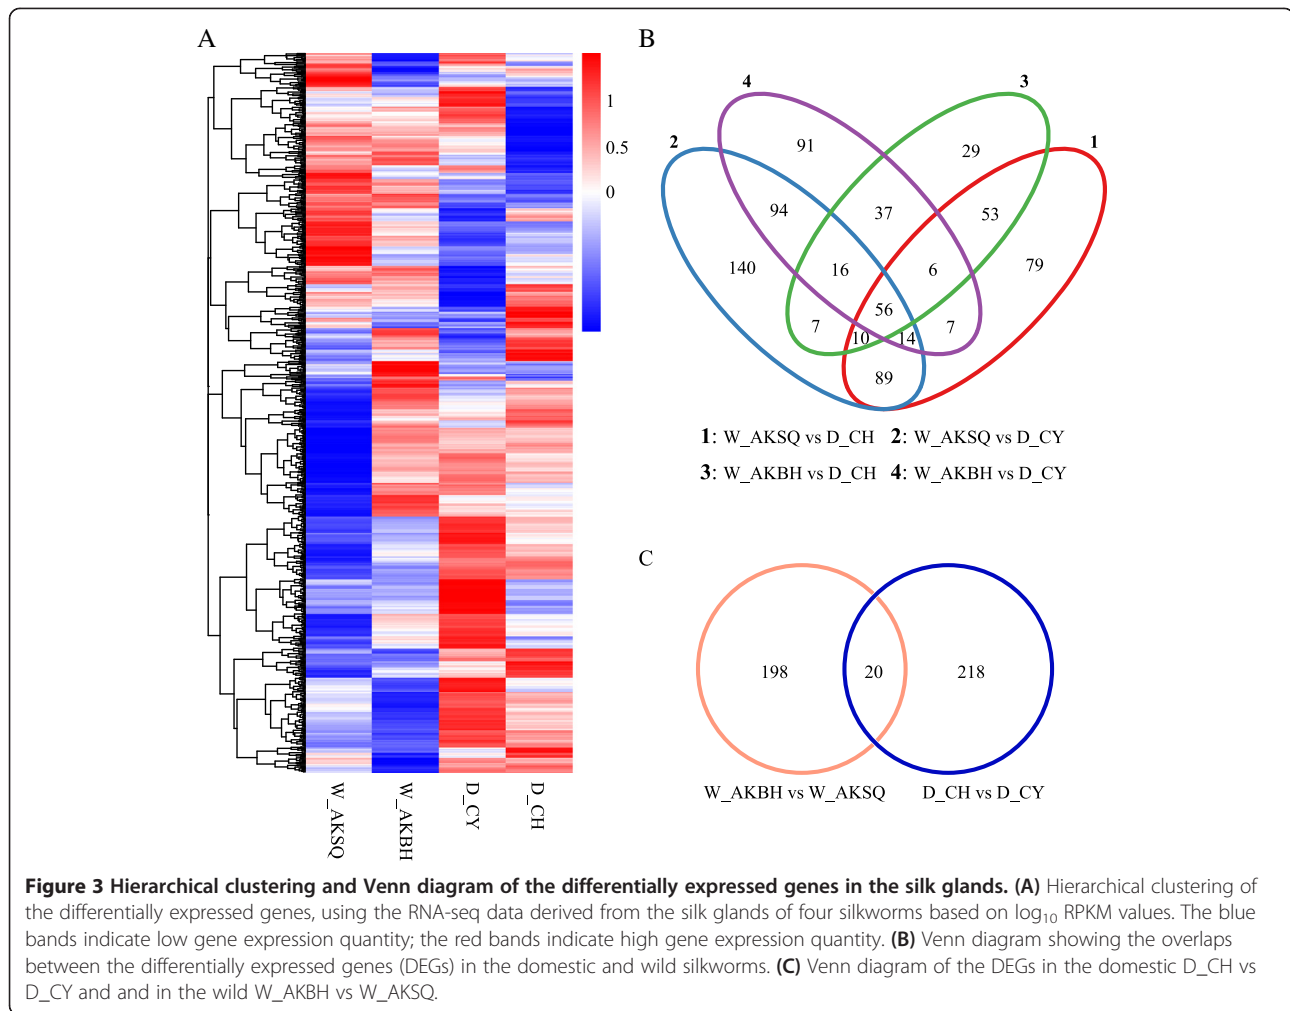 A
1
0.5
0
W_AKSQ
W_AKBH
D_CY
D_CH
B
4
3
2
1
91
29
94
37
53
140
16
6
79
56
7
10
14
7
89
1: W_AKSQ vs D_CH 2: W_AKSQ vs D_CY
3: W_AKBH vs D_CH 4: W_AKBH vs D_CY
C
198
20
218
W_AKBH vs W_AKSQ
D_CH vs D_CY
Figure 3 Hierarchical clustering and Venn diagram of the differentially expressed genes in the silk glands. (A) Hierarchical clustering of
the differentially expressed genes, using the RNA-seq data derived from the silk glands of four silkworms based on log10 RPKM values. The blue
bands indicate low gene expression quantity; the red bands indicate high gene expression quantity. (B) Venn diagram showing the overlaps
between the differentially expressed genes (DEGs) in the domestic and wild silkworms. (C) Venn diagram of the DEGs in the domestic D_CH vs
D_CY and and in the wild W_AKBH vs W_AKSQ.